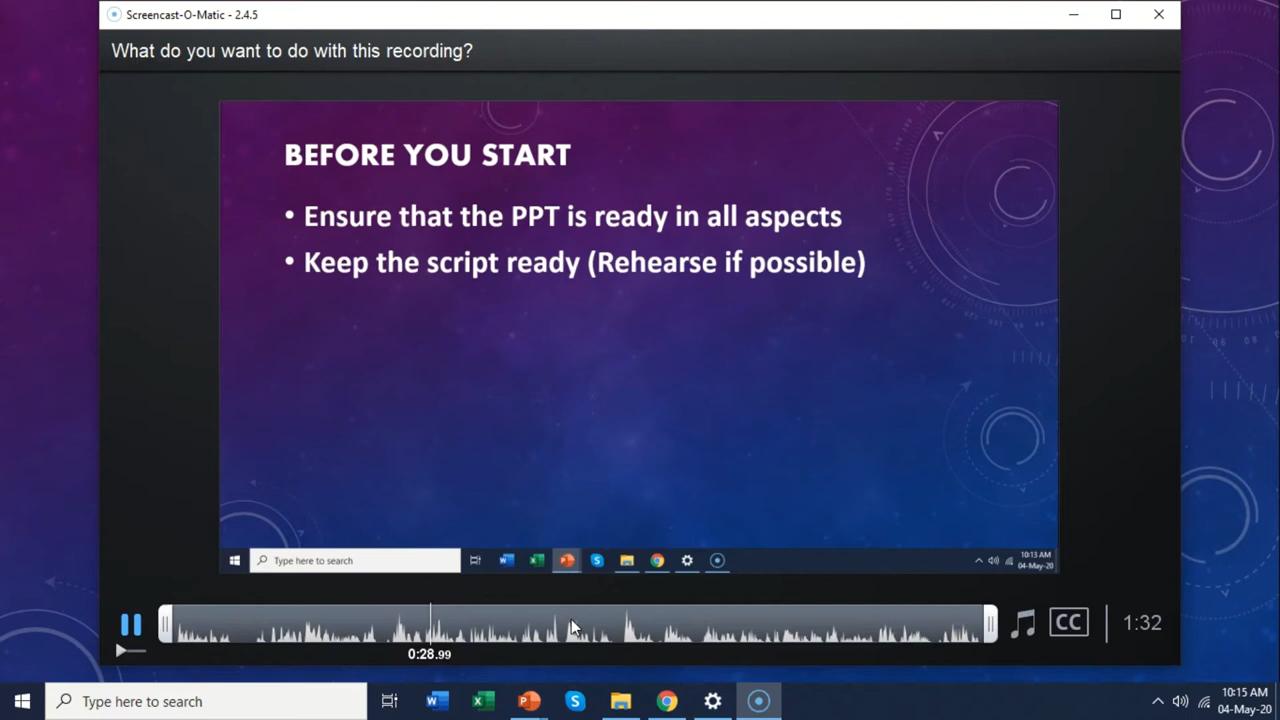 Screencast-O-Matic - 2.4.5
What do you want to do with this recording?
BEFORE YOU START
• Ensure that the PPT is ready in all aspects
• Keep the script ready (Rehearse if possible)
Type here to search
10:13 AM
04-May-20
CC
1:32
0:28.99
Type here to search
10:15 AM
04-May-20